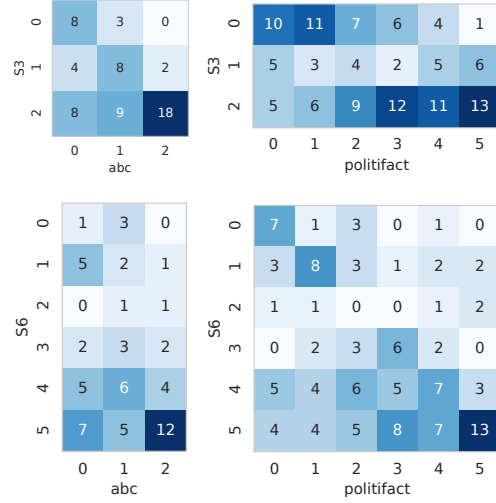 0 8 3 0
S3 1 4 8 2
2 8 9 18
0 1 2
abc
0 10 11 7 6 4 1
S3 1 5 3 4 2 5 6
2 5 6 9 12 11 13
0 1 2 3 4 5
politifact
0 1 3 0
1 5 2 1
2 0 1 1
S6
3 2 3 2
4 5 6 4
5 7 5 12
0 1 2
abc
0 7 1 3 0 1 0
1 3 8 3 1 2 2
2 1 1 0 0 1 2
S6
3 0 2 3 6 2 0
4 5 4 6 5 7 3
5 4 4 5 8 7 13
0 1 2 3 4 5
politifact